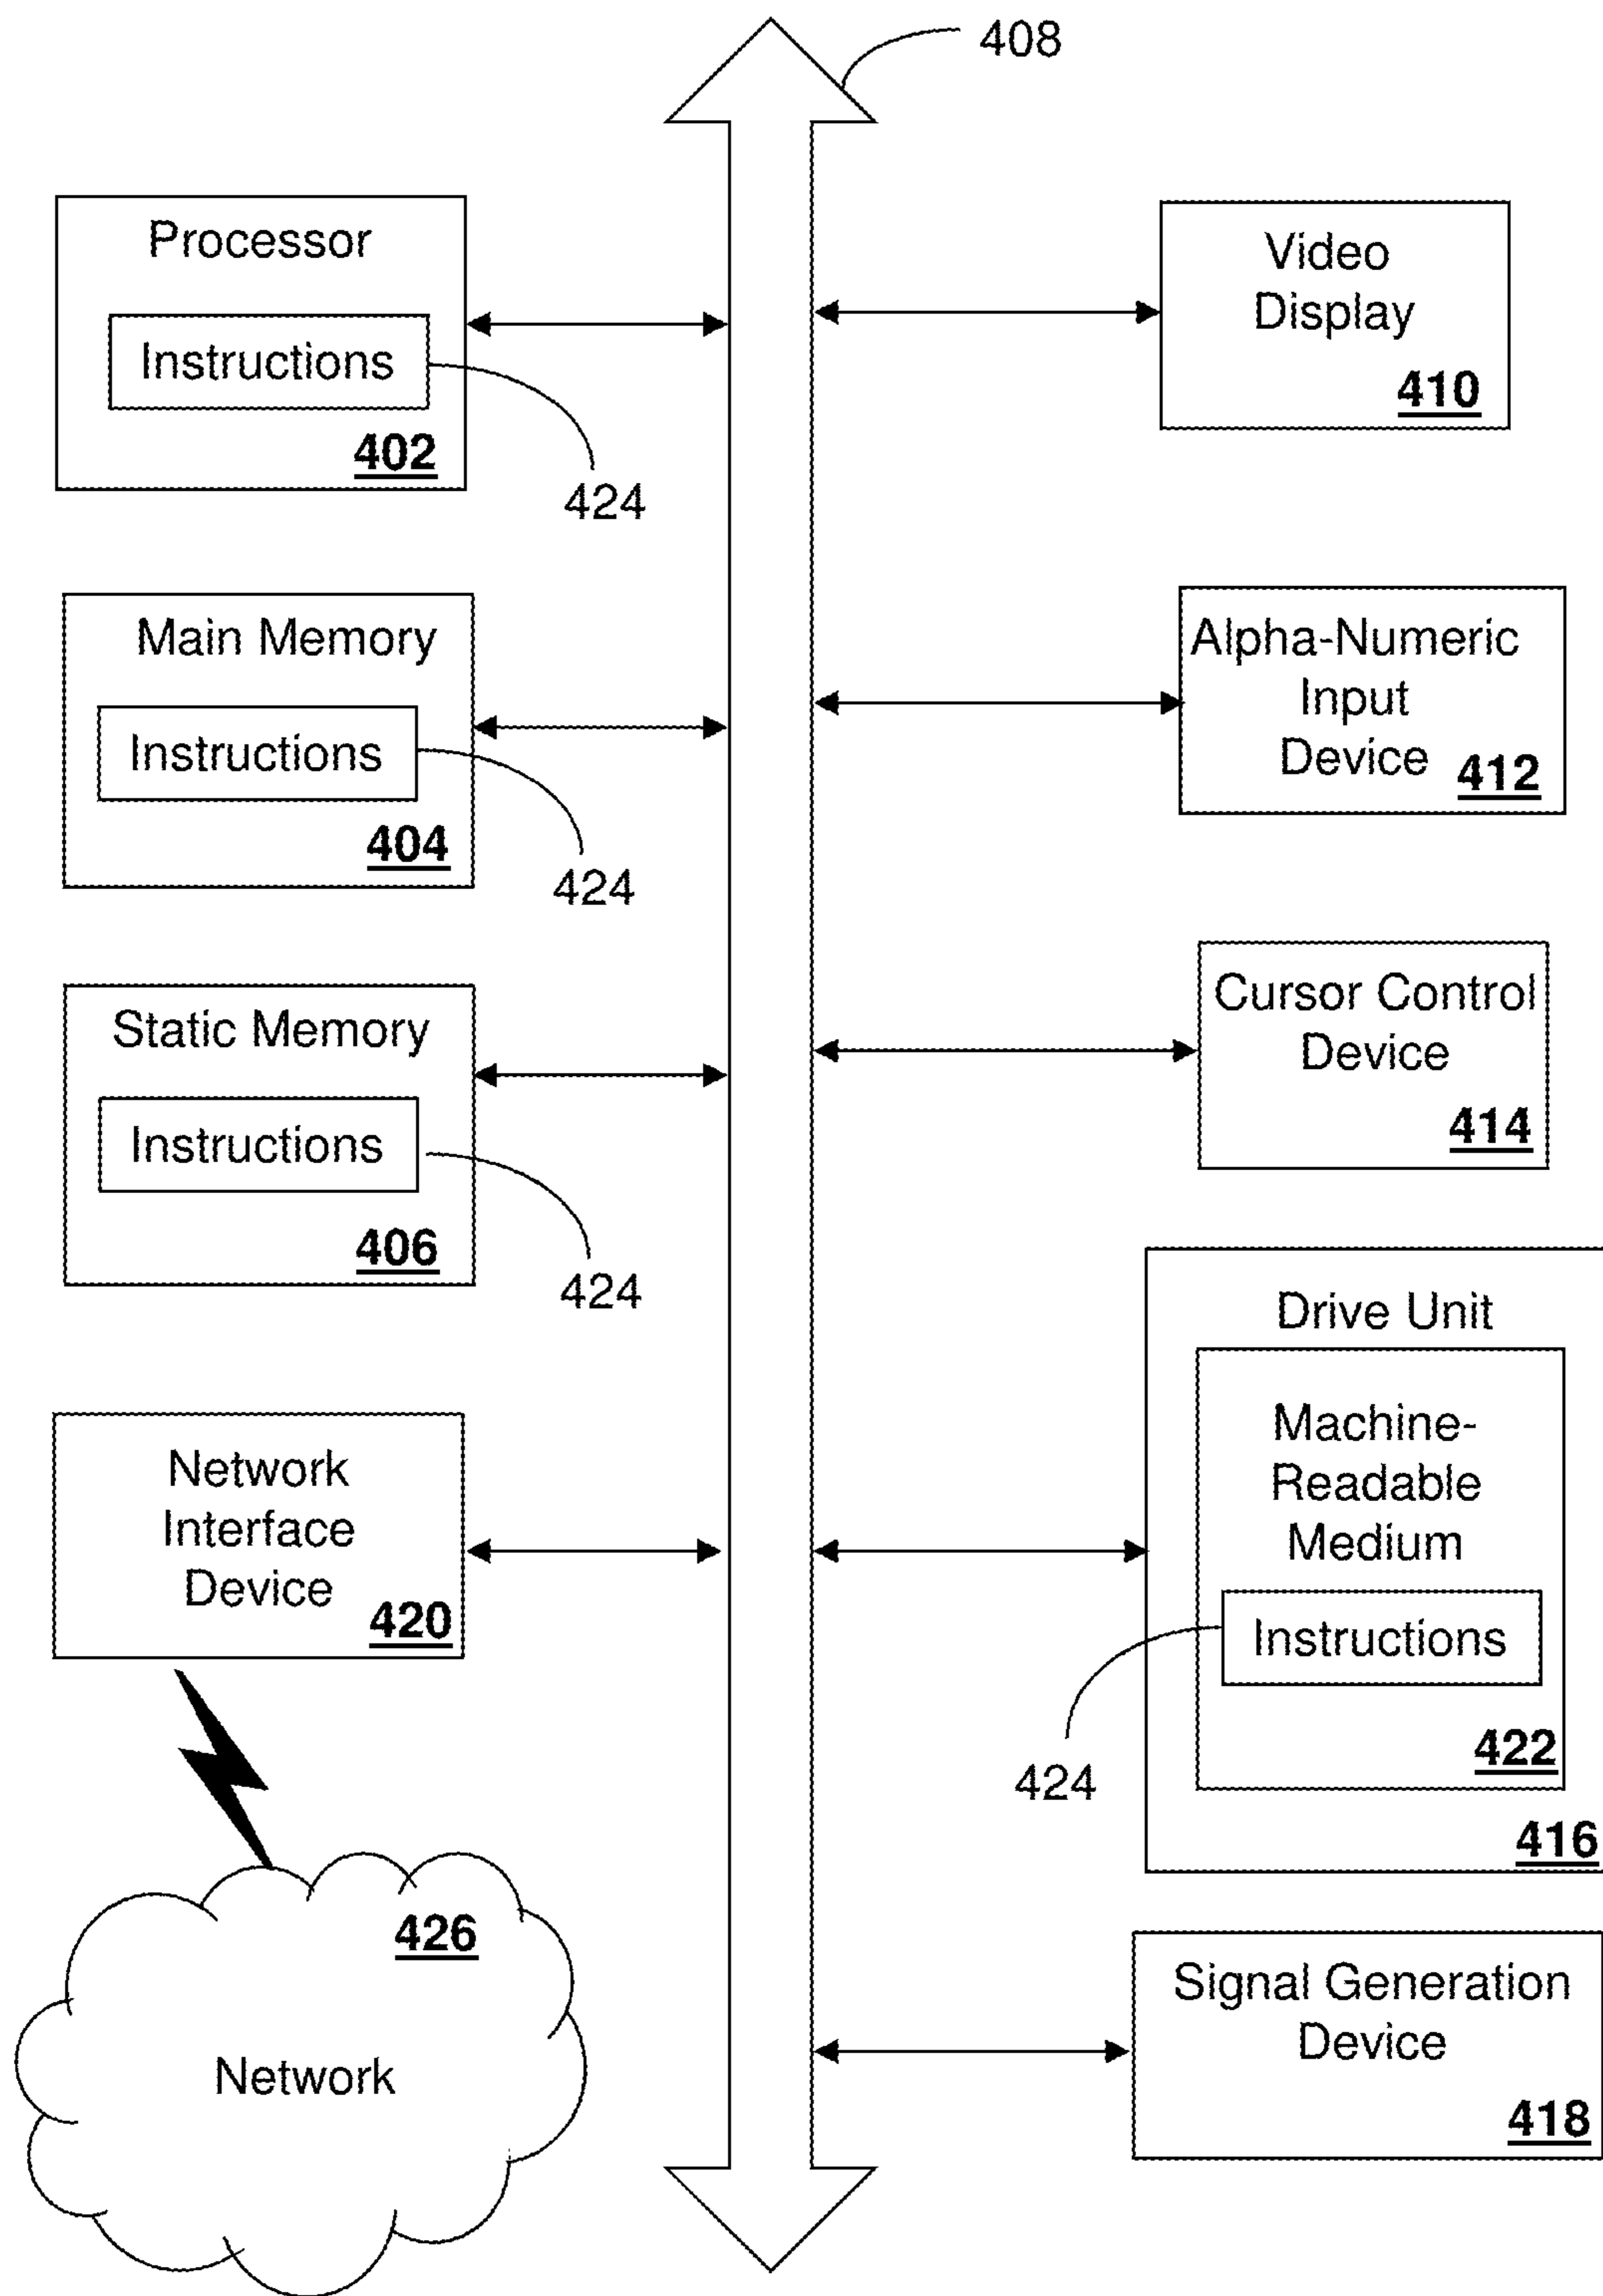 408
Processor
Instructions
402
424
Main Memory
Instructions
404
424
Static Memory
Instructions
406
424
Network
Interface
Device
420
426
Network
Video
Display
410
Alpha-Numeric
Input
Device
412
Cursor Control
Device
414
Drive Unit
Machine-
Readable
Medium
Instructions
424
422
416
Signal Generation
Device
418